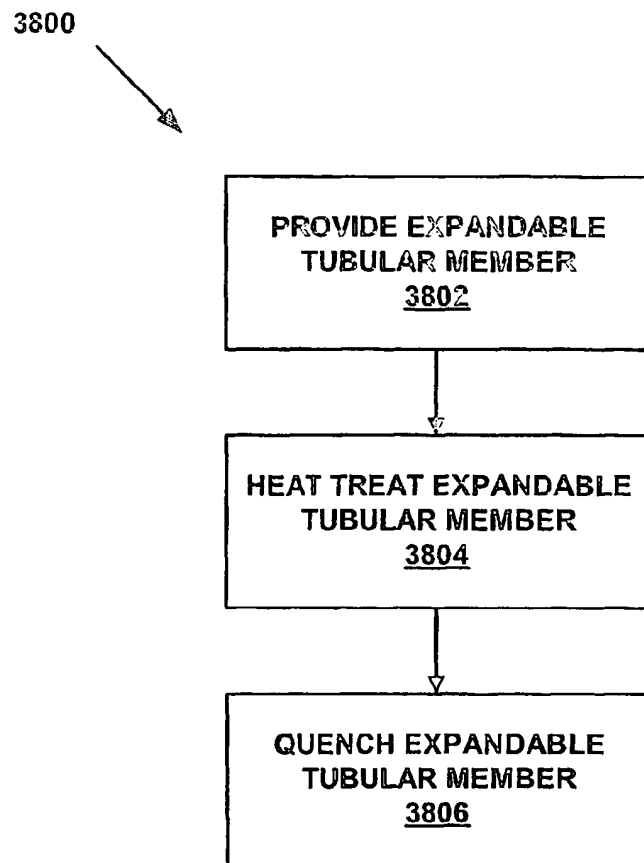 3800
PROVIDE EXPANDABLE
TUBULAR MEMBER
3802
HEAT TREAT EXPANDABLE
TUBULAR MEMBER
3804
QUENCH EXPANDABLE
TUBULAR MEMBER
3806